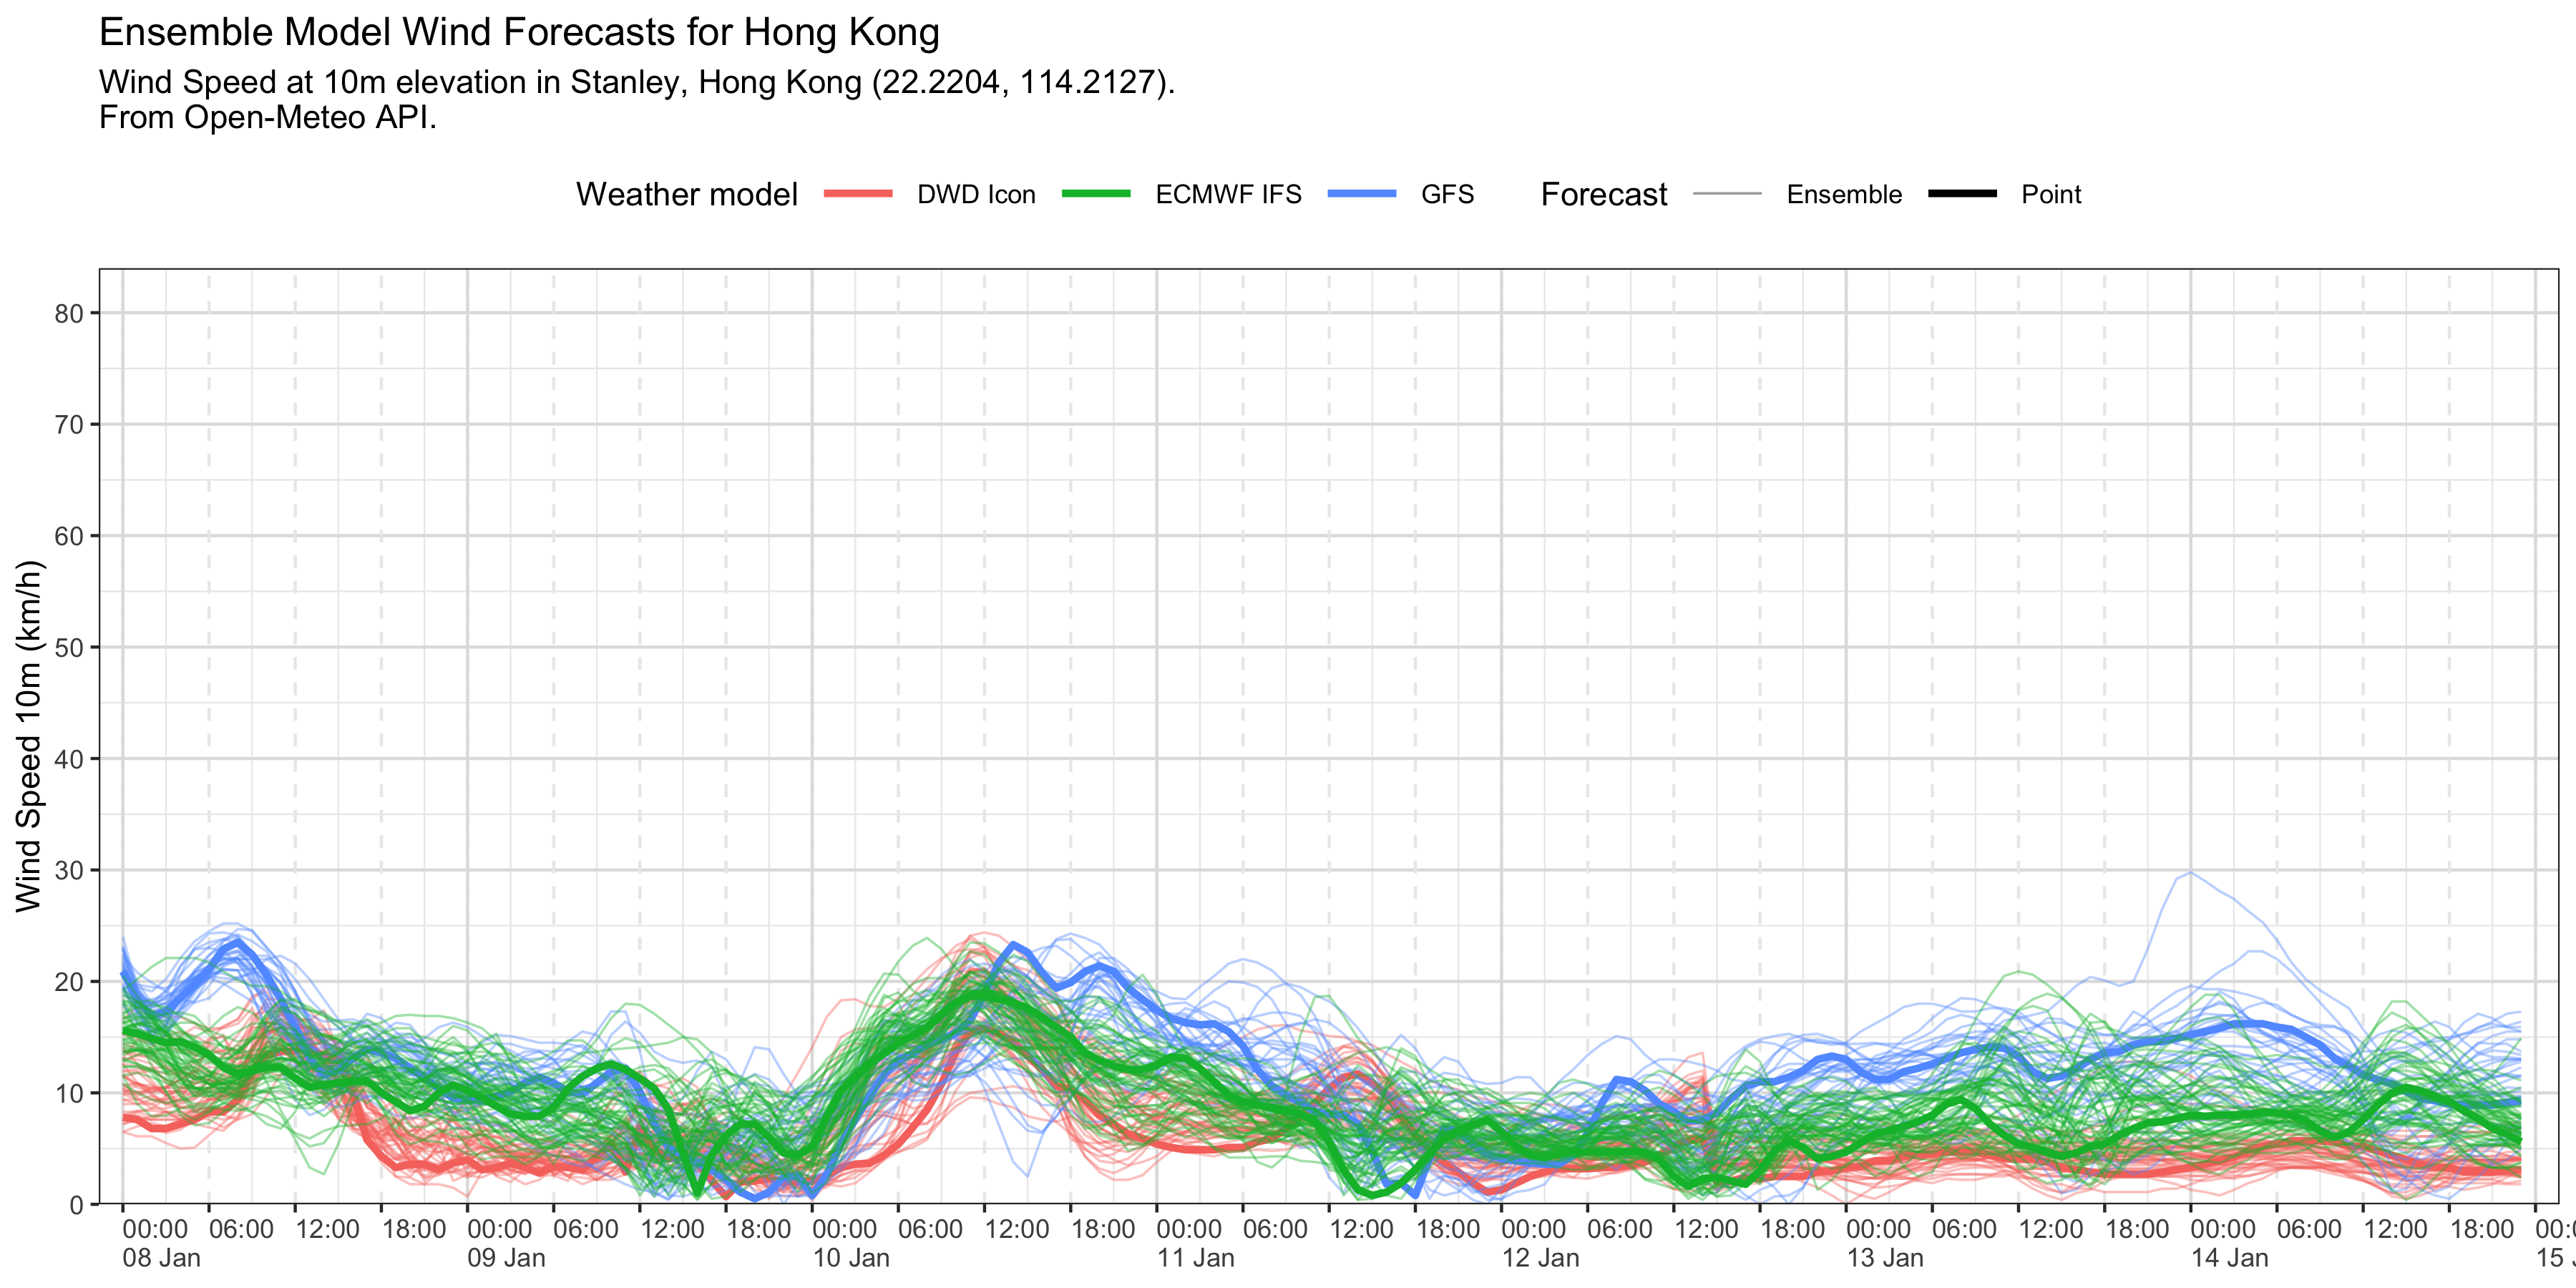 Ensemble Model Wind Forecasts for Hong Kong
Wind Speed at 10m elevation in Stanley, Hong Kong (22.2204, 114.2127).
From Open-Meteo API.
Weather model DWD Icon ECMWF IFS GFS Forecast Ensemble Point
Wind Speed 10m (km/h)
80
70
60
50
40
30
20
10
0
00:00 06:00 12:00 18:00 00:00 06:00 12:00 18:00 00:00 06:00 12:00 18:00 00:00 06:00 12:00 18:00 00:00 06:00 12:00 18:00 00:00 06:00 12:00 18:00 00:00 06:00 12:00 18:00
08 Jan 09 Jan 10 Jan 11 Jan 12 Jan 13 Jan 14 Jan 15